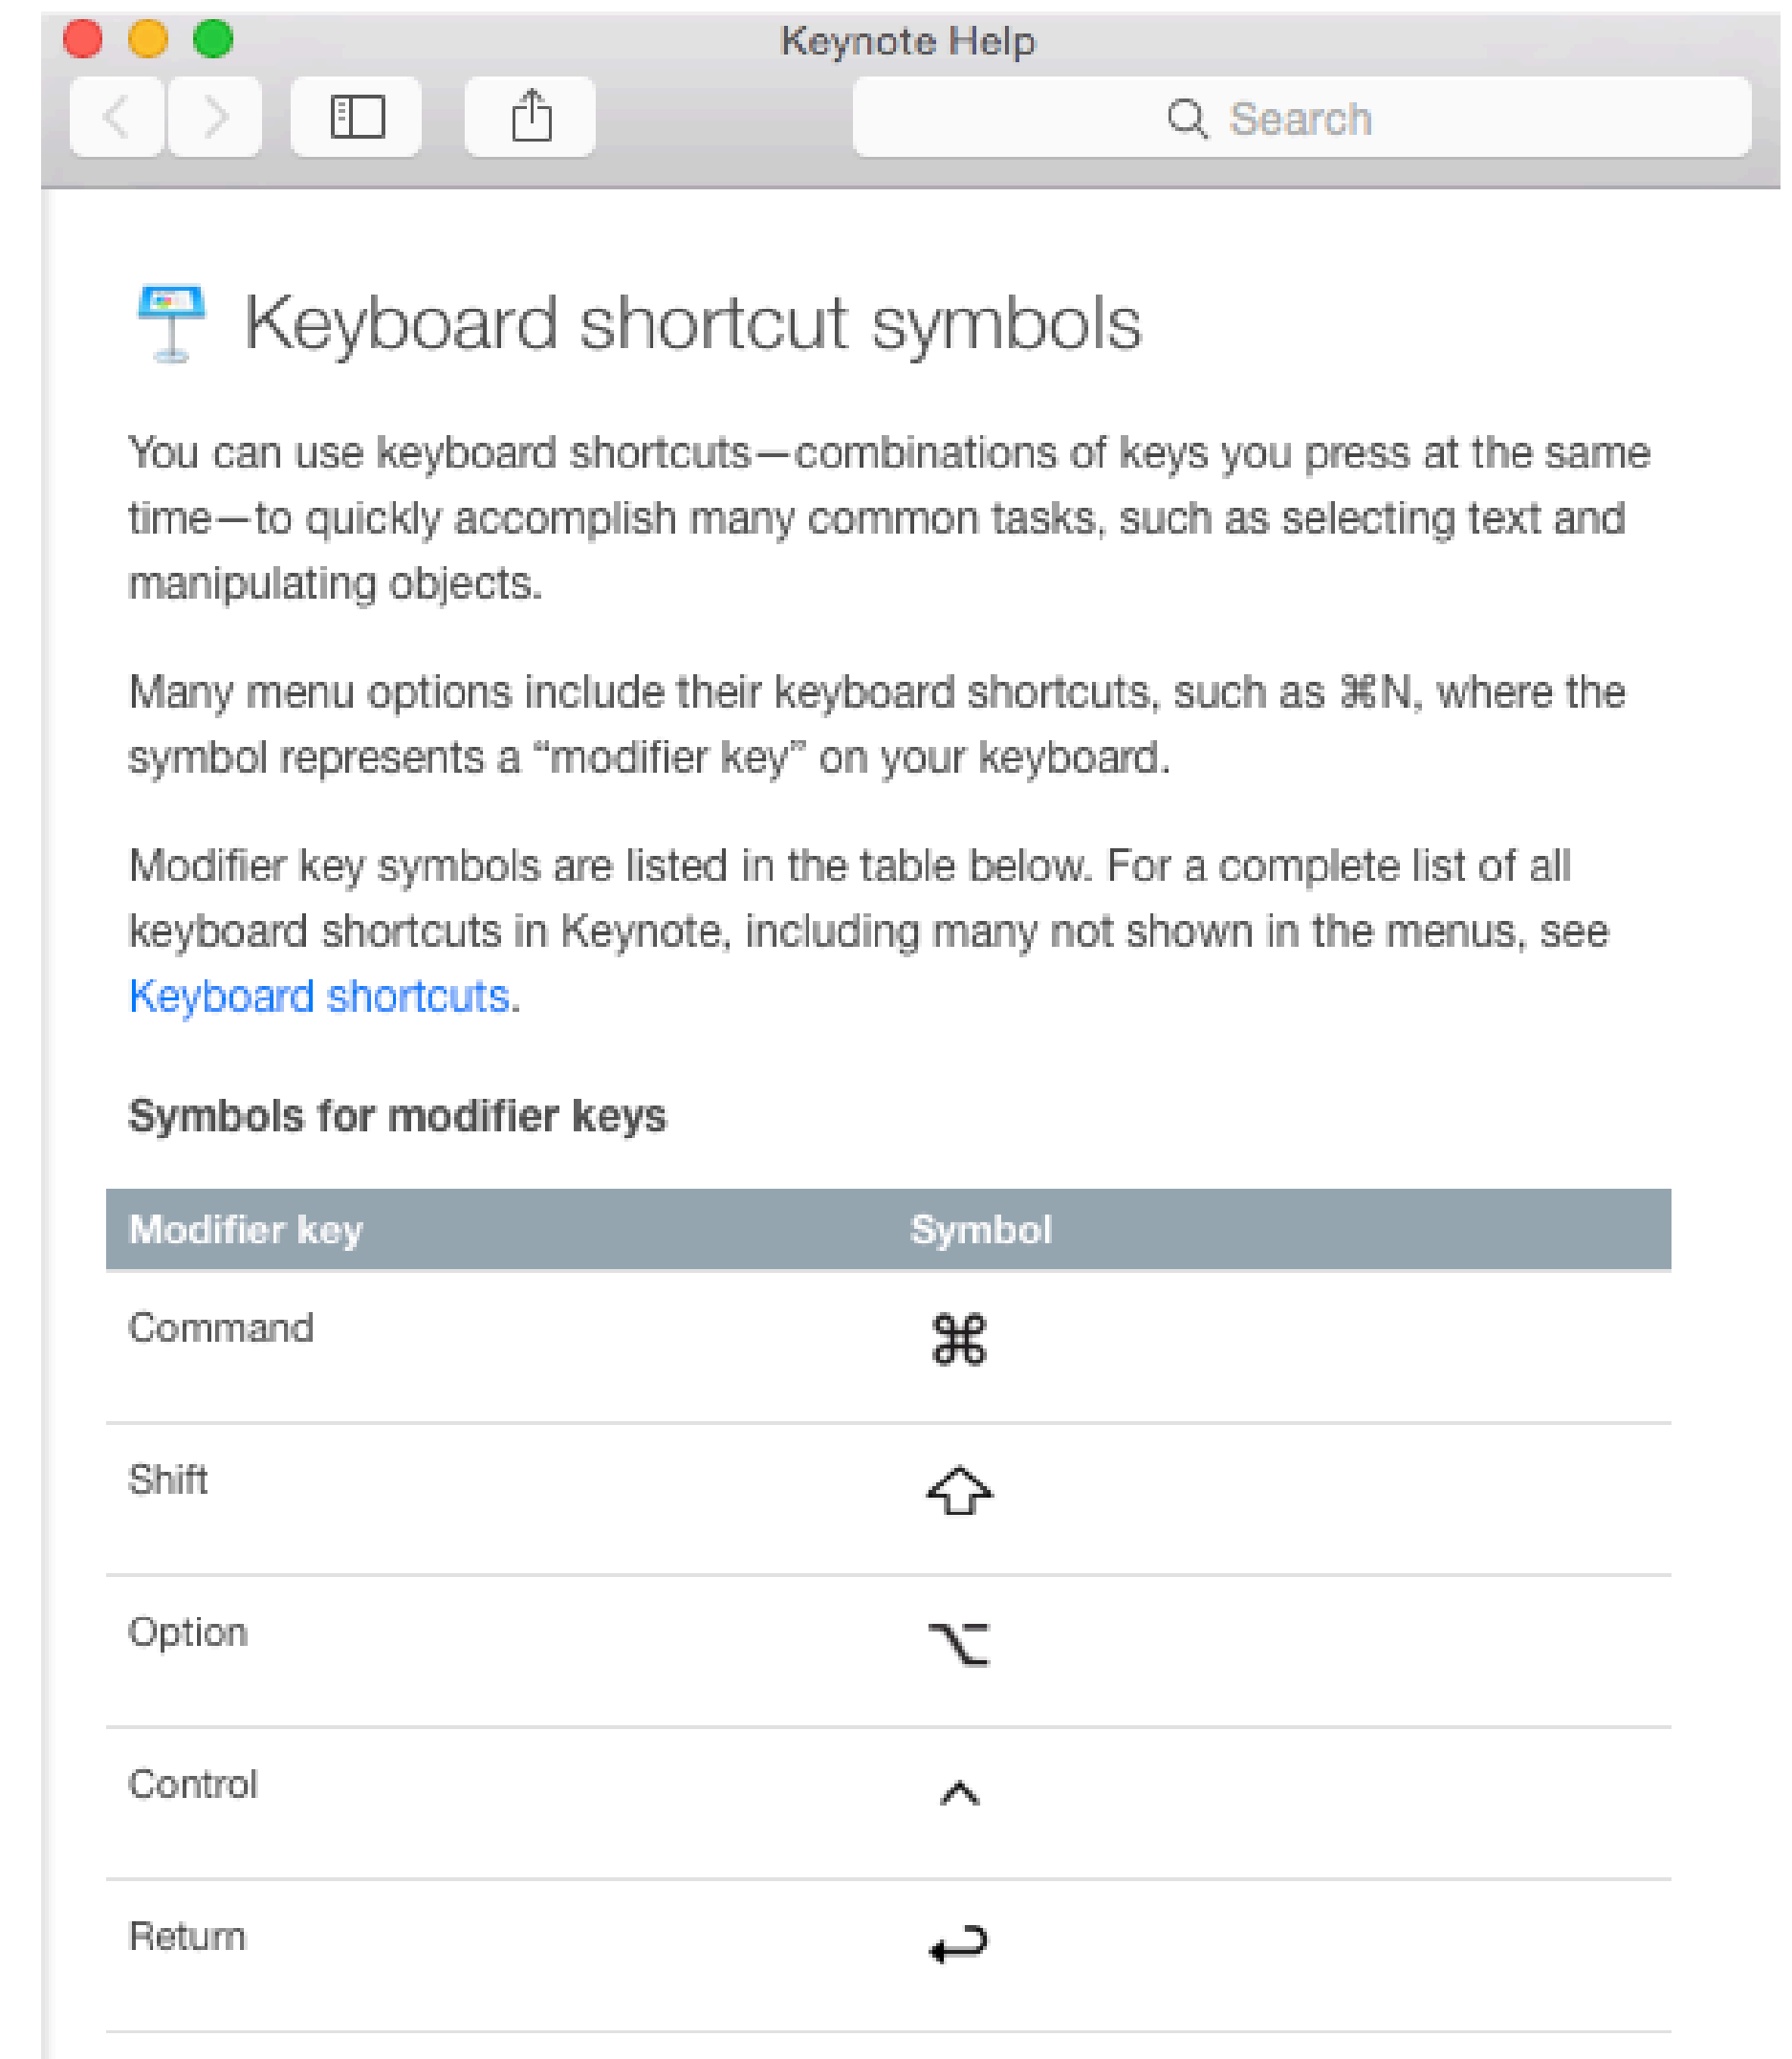 Keynote Help
Search
Keyboard shortcut symbols
You can use keyboard shortcuts—combinations of keys you press at the same
time—to quickly accomplish many common tasks, such as selecting text and
manipulating objects.
Many menu options include their keyboard shortcuts, such as ⌘N, where the
symbol represents a “modifier key” on your keyboard.
Modifier key symbols are listed in the table below. For a complete list of all
keyboard shortcuts in Keynote, including many not shown in the menus, see
Keyboard shortcuts.
Symbols for modifier keys
Modifier key Symbol
Command ⌘
Shift ⇧
Option ⌥
Control ^
Return ↩